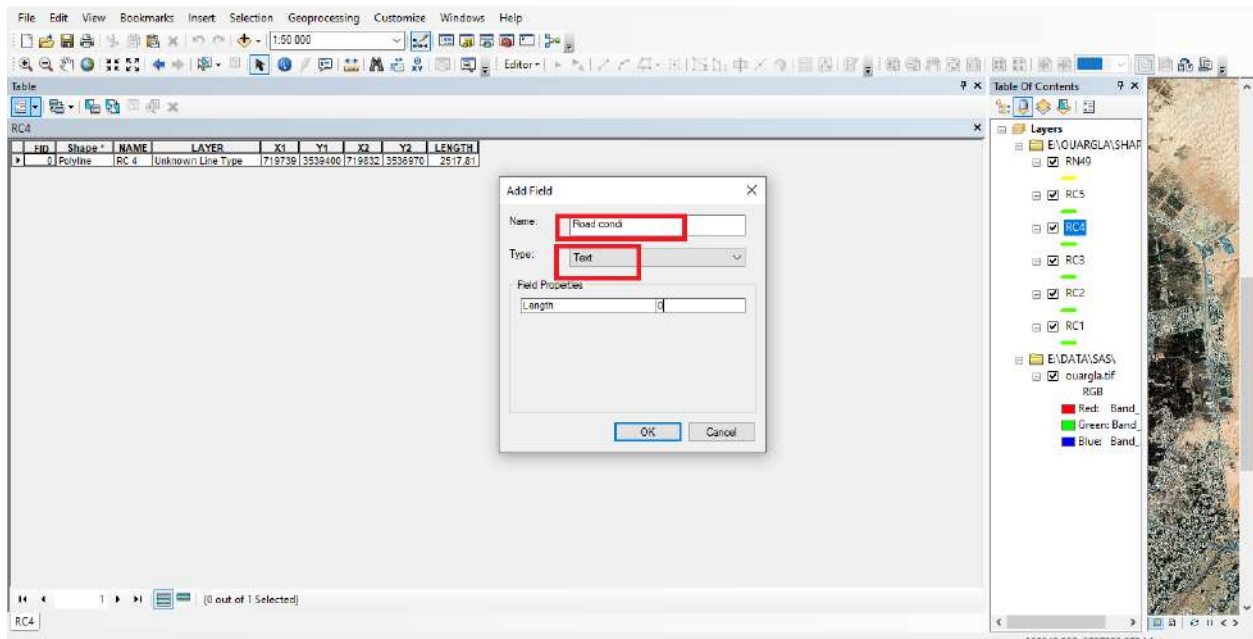 File Edit View Bookmarks Insert Selection Geoprocessing Customize Windows Help
1:50 000
Editor
Table
RC4
FID Shape * NAME LAYER X1 Y1 X2 Y2 LENGTH
0 Polyline RC 4 Unknown Line Type 719739 3539400 719832 3536970 2517,81
Add Field
Name: Road condi
Type: Text
Field Properties
Length 0
OK Cancel
1 (0 out of 1 Selected)
RC4
Table Of Contents
Layers
E:\OUARGLA\SHAP
RN49
RC5
RC4
RC3
RC2
RC1
E:\DATA\SAS\
ouargla.tif
RGB
Red: Band_
Green: Band_
Blue: Band_